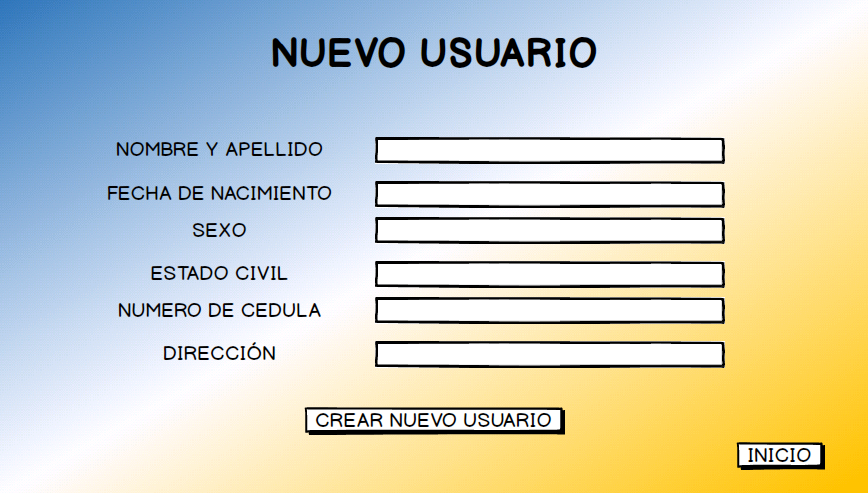 NUEVO USUARIO
NOMBRE Y APELLIDO
FECHA DE NACIMIENTO
SEXO
ESTADO CIVIL
NUMERO DE CEDULA
DIRECCIÓN
CREAR NUEVO USUARIO
INICIO